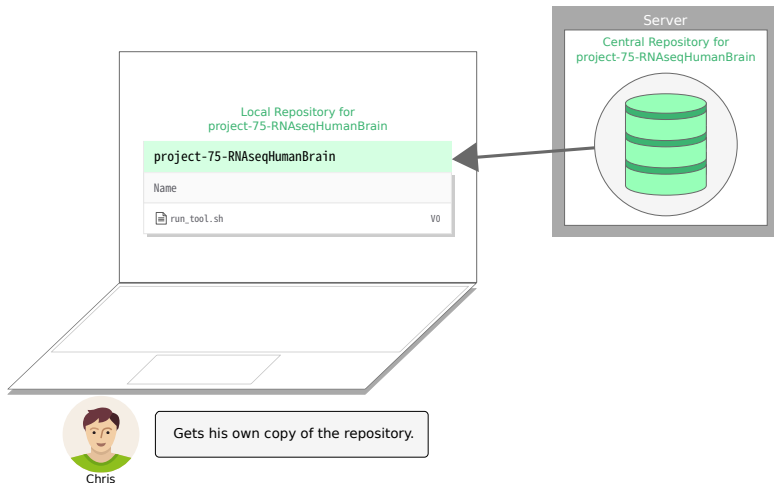 Server
Central Repository for
project-75-RNAseqHumanBrain
Local Repository for
project-75-RNAseqHumanBrain
project-75-RNAseqHumanBrain
Name
run_tool.sh V0
Gets his own copy of the repository.
Chris